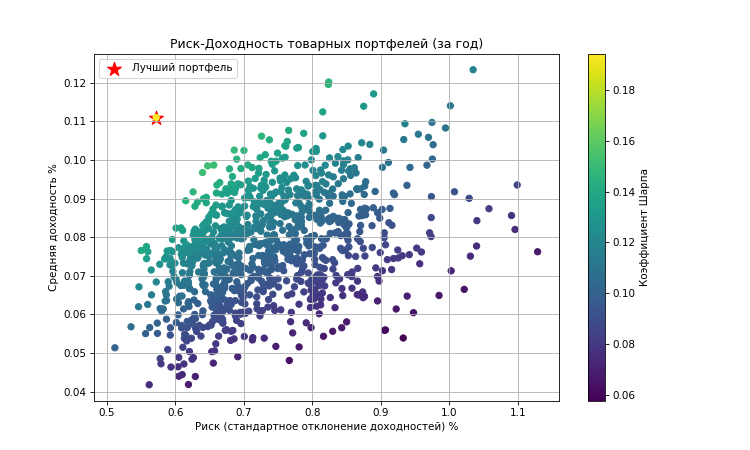 Риск-Доходность товарных портфелей (за год)
Лучший портфель
Средняя доходность %
0.12
0.11
0.10
0.09
0.08
0.07
0.06
0.05
0.04
0.5 0.6 0.7 0.8 0.9 1.0 1.1
Риск (стандартное отклонение доходностей) %
0.18
0.16
0.14
0.12
0.10
0.08
0.06
Коэффициент Шарпа